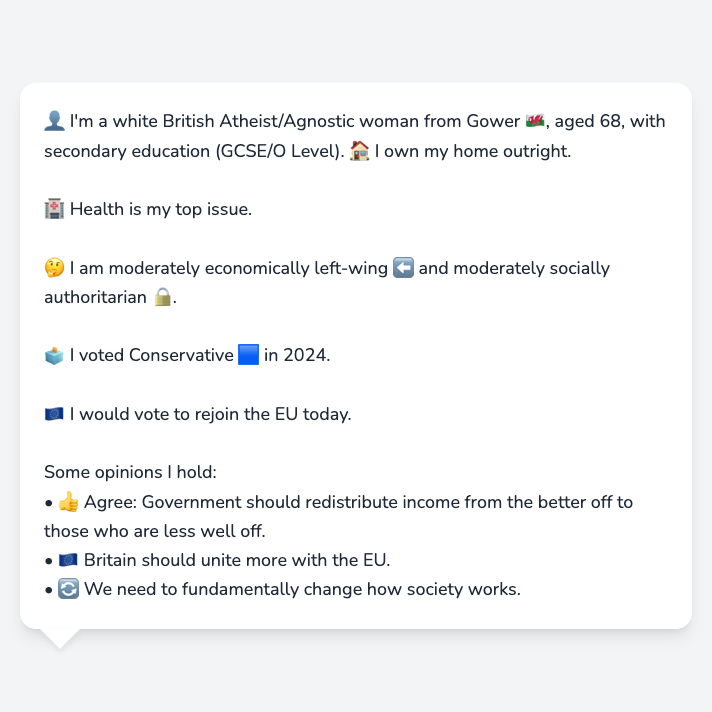 👤 I'm a white British Atheist/Agnostic woman from Gower 🏴󠁧󠁢󠁷󠁬󠁳󠁿, aged 68, with
secondary education (GCSE/O Level). 🏠 I own my home outright.
🏥 Health is my top issue.
🤔 I am moderately economically left-wing ⬅️ and moderately socially
authoritarian 🔒.
🗳️ I voted Conservative 🟦 in 2024.
🇪🇺 I would vote to rejoin the EU today.
Some opinions I hold:
• 👍 Agree: Government should redistribute income from the better off to
those who are less well off.
• 🇪🇺 Britain should unite more with the EU.
• 🔄 We need to fundamentally change how society works.